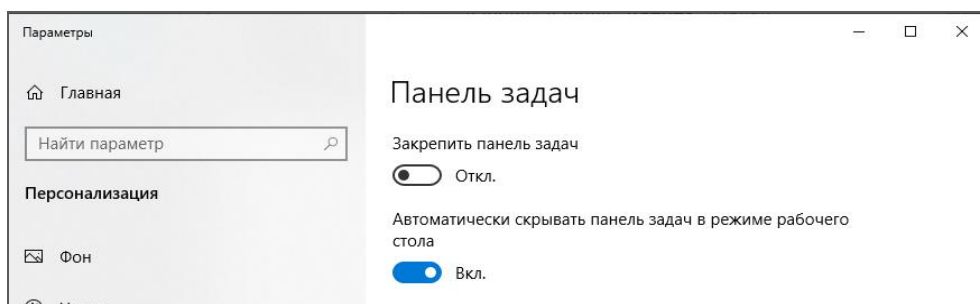 Параметры
Главная
Найти параметр
Персонализация
Фон
Панель задач
Закрепить панель задач
Откл.
Автоматически скрывать панель задач в режиме рабочего
стола
Вкл.